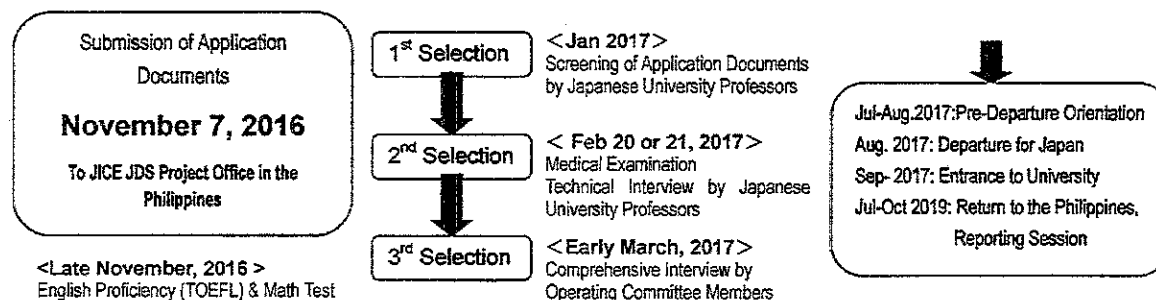 Submission of Application
Documents
November 7, 2016
To JICE JDS Project Office in the
Philippines
<Late November, 2016 >
English Proficiency (TOEFL) & Math Test
1st Selection
<Jan 2017>
Screening of Application Documents
by Japanese University Professors
2nd Selection
< Feb 20 or 21, 2017>
Medical Examination
Technical Interview by Japanese
University Professors
3rd Selection
<Early March, 2017>
Comprehensive Interview by
Operating Committee Members
Jul-Aug.2017:Pre-Departure Orientation
Aug. 2017: Departure for Japan
Sep- 2017: Entrance to University
Jul-Oct 2019: Return to the Philippines,
Reporting Session